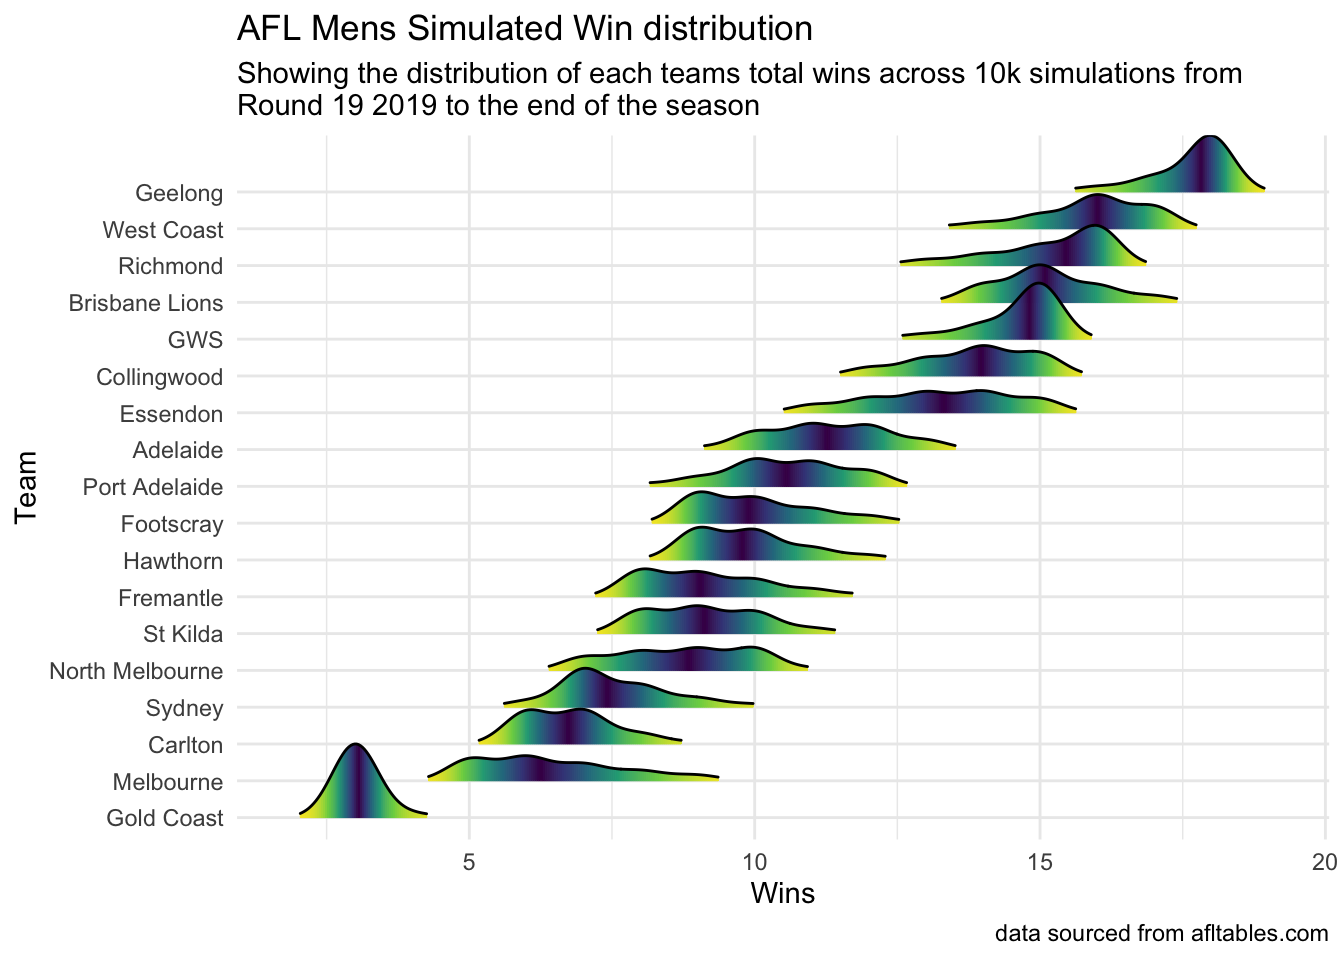 AFL Mens Simulated Win distribution
Showing the distribution of each teams total wins across 10k simulations from
Round 19 2019 to the end of the season
Team
Geelong
West Coast
Richmond
Brisbane Lions
GWS
Collingwood
Essendon
Adelaide
Port Adelaide
Footscray
Hawthorn
Fremantle
St Kilda
North Melbourne
Sydney
Carlton
Melbourne
Gold Coast
5 10 15 20
Wins
data sourced from afltables.com